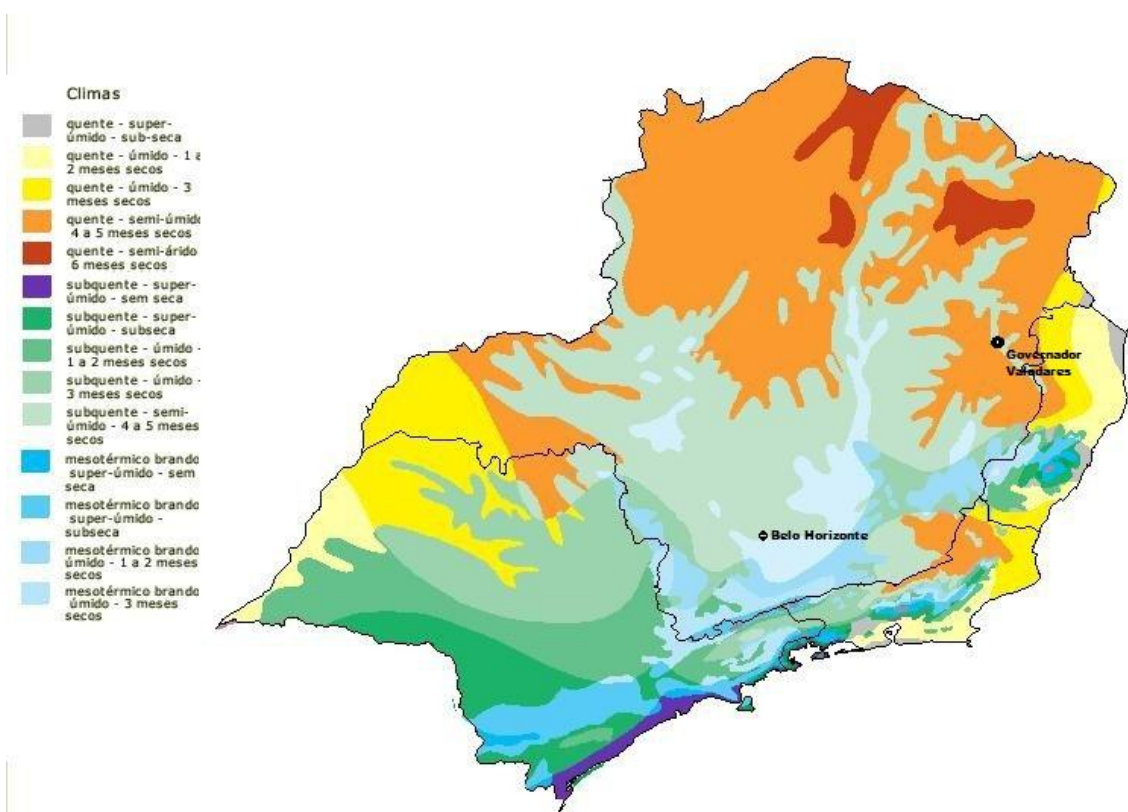 Climas
quente - super-
úmido - sub-seca
quente - úmido - 1 a
2 meses secos
quente - úmido - 3
meses secos
quente - semi-úmido
4 a 5 meses secos
quente - semi-árido
6 meses secos
subquente - super-
úmido - sem seca
subquente - super-
úmido - subseca
subquente - úmido -
1 a 2 meses secos
subquente - úmido -
3 meses secos
subquente - semi-
úmido - 4 a 5 meses
secos
mesotérmico brando
super-úmido - sem
seca
mesotérmico brando
super-úmido -
subseca
mesotérmico brando
úmido - 1 a 2 meses
secos
mesotérmico brando
úmido - 3 meses
secos
Governador
Valadares
Belo Horizonte